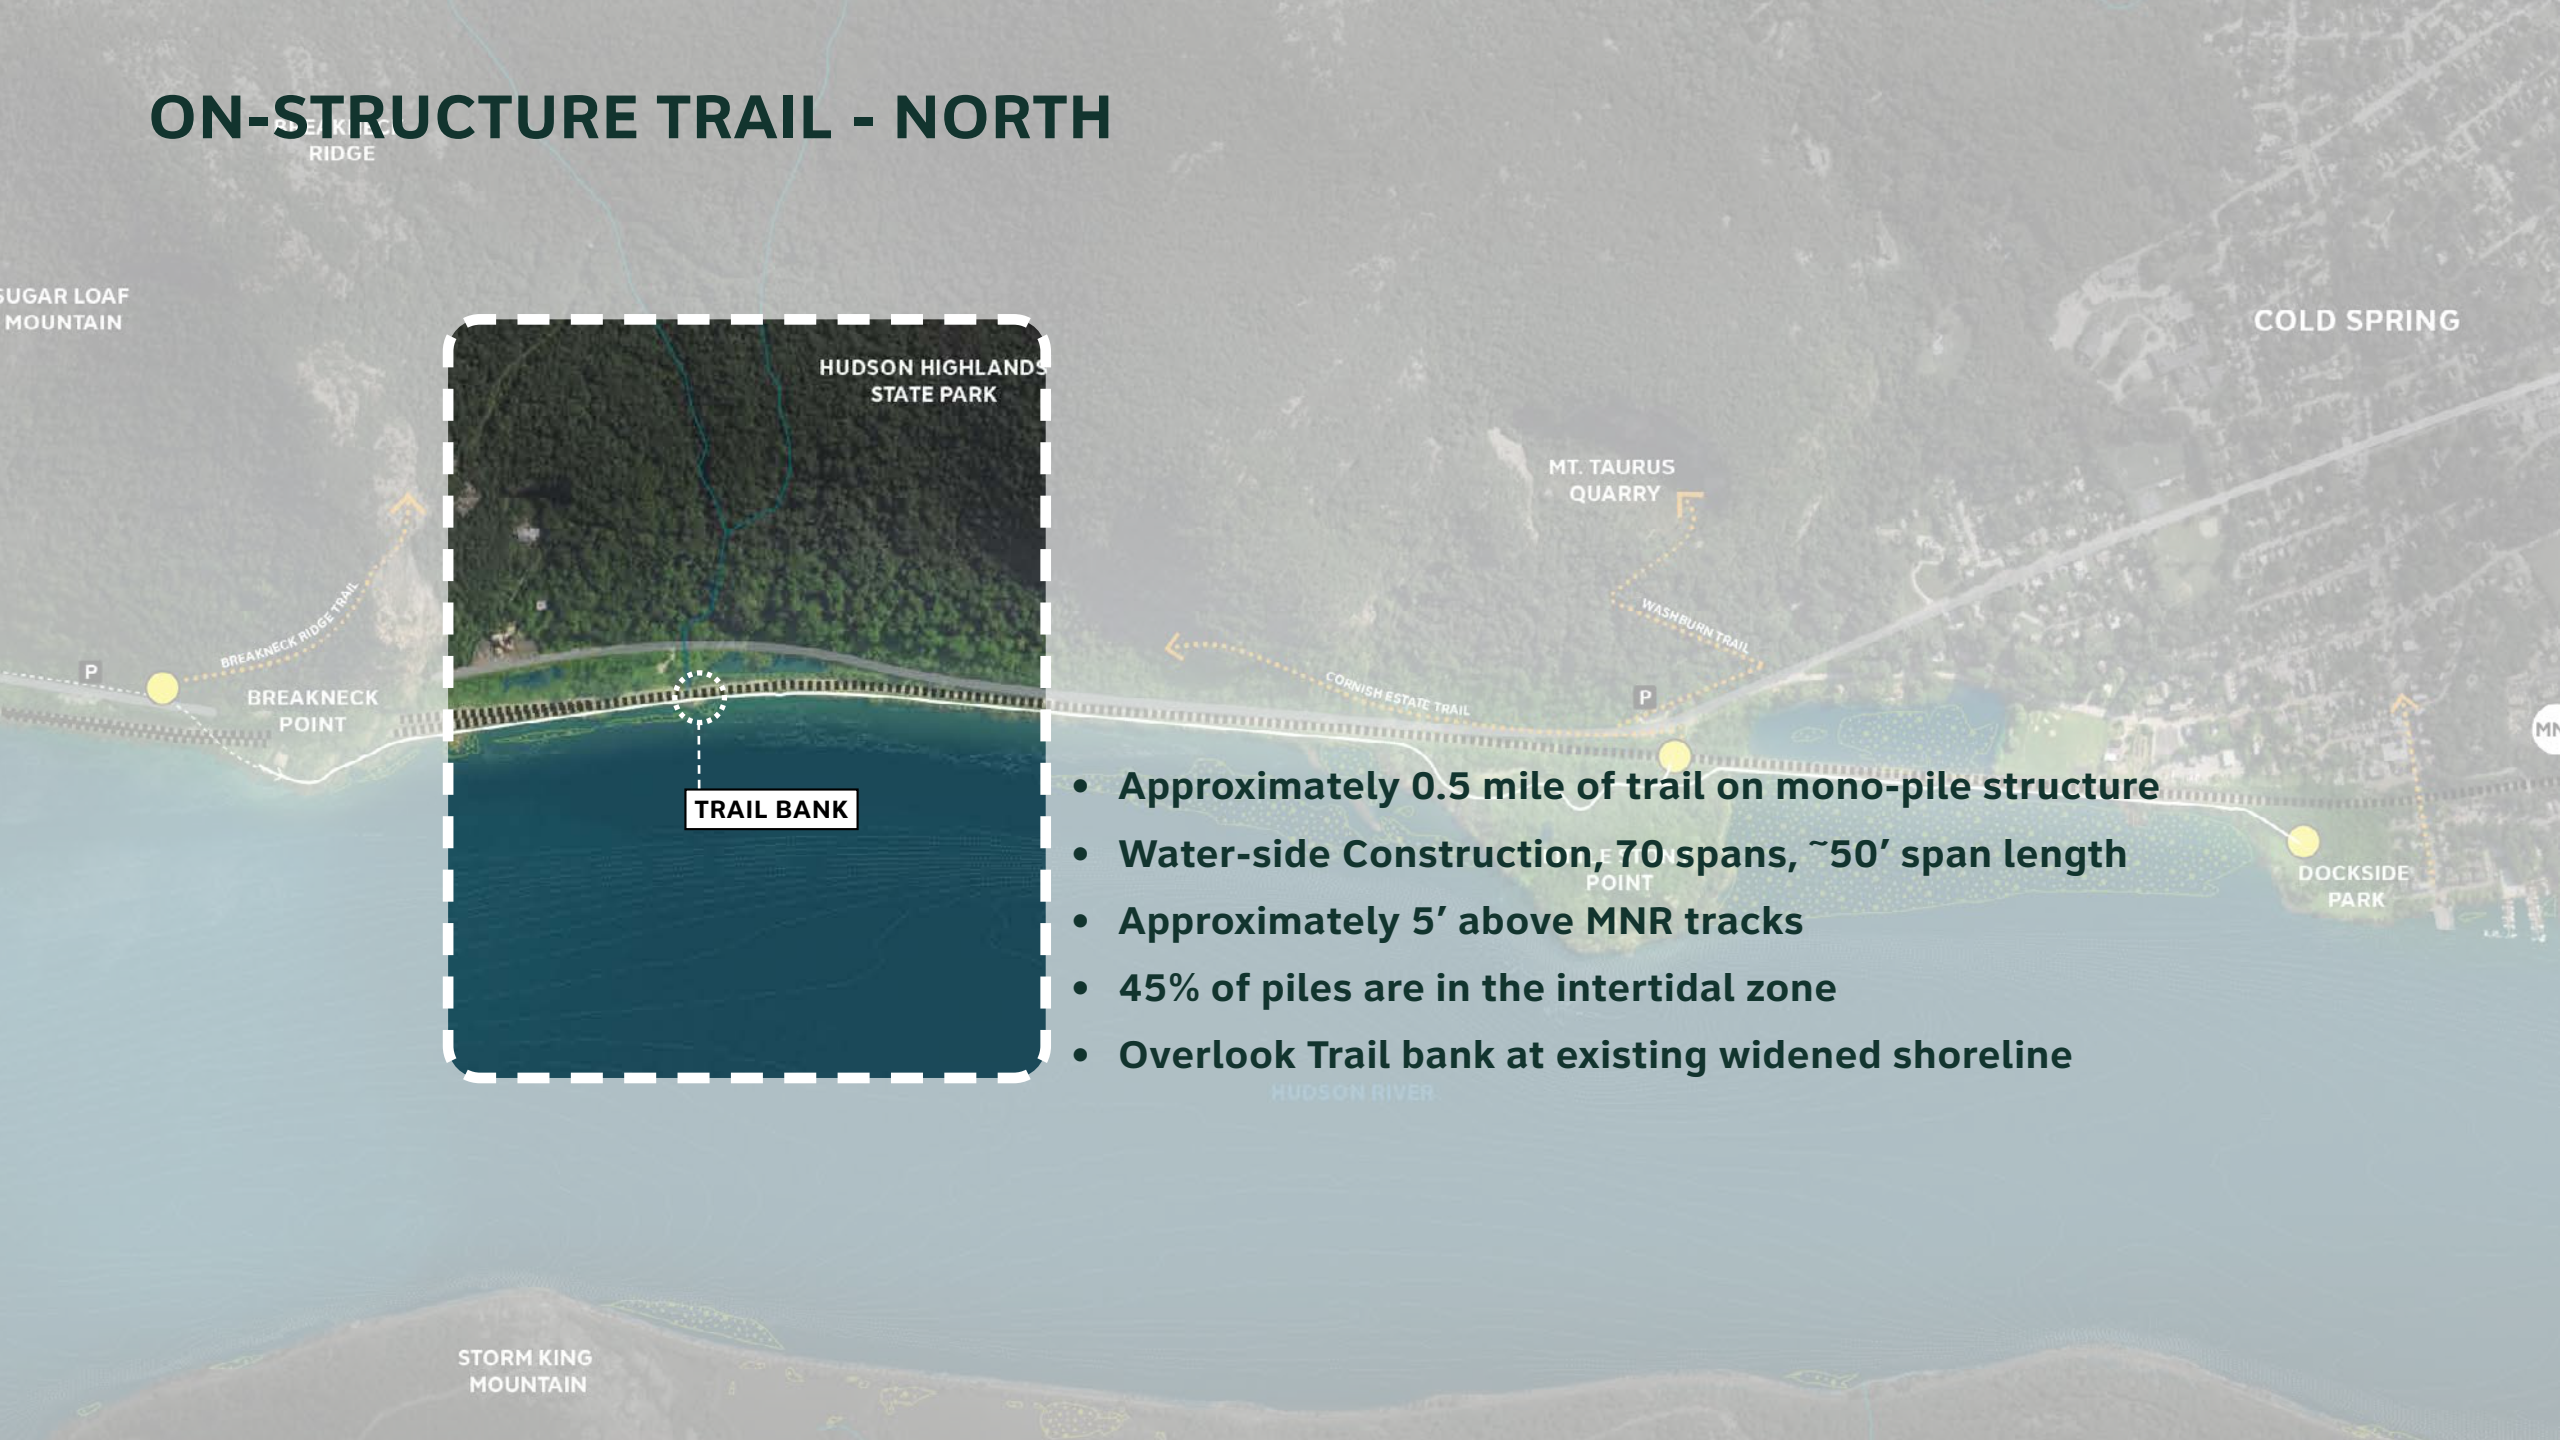 ON-STRUCTURE TRAIL - NORTH
BREAKNECK
RIDGE
SUGAR LOAF
MOUNTAIN
COLD SPRING
HUDSON HIGHLANDS
STATE PARK
MT. TAURUS
QUARRY
BREAKNECK RIDGE TRAIL
WASHBURN TRAIL
CORNISH ESTATE TRAIL
P
P
BREAKNECK
POINT
MN
TRAIL BANK
• Approximately 0.5 mile of trail on mono-pile structure
• Water-side Construction, 70 spans, ~50’ span length
POINT
DOCKSIDE
PARK
• Approximately 5’ above MNR tracks
• 45% of piles are in the intertidal zone
• Overlook Trail bank at existing widened shoreline
HUDSON RIVER
STORM KING
MOUNTAIN